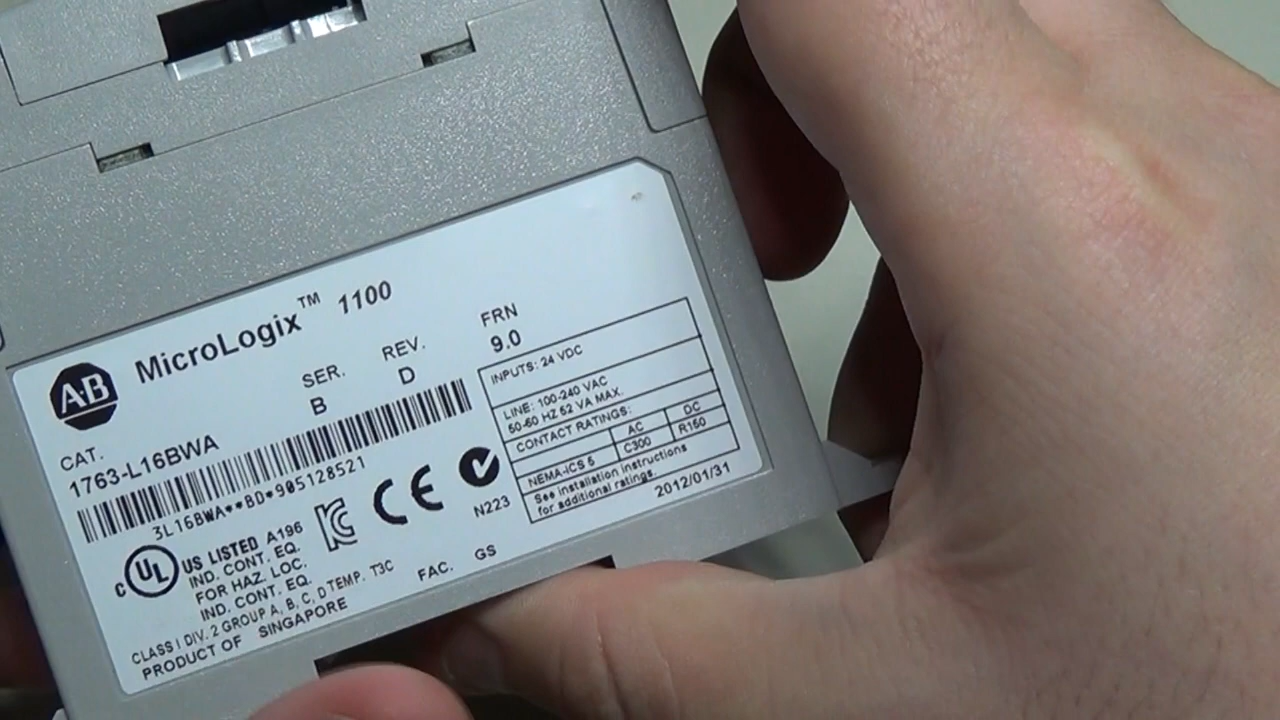 A·B
MicroLogix™ 1100
CAT.
1763-L16BWA
SER.
B
REV.
D
FRN
9.0
3L16BWA**BD*905128521
INPUTS: 24 VDC
LINE: 100-240 VAC
50-60 HZ 52 VA MAX.
CONTACT RATINGS:
AC DC
NEMA-ICS 5 C300 R150
See installation instructions
for additional ratings.
2012/01/31
C UL US LISTED A196
IND. CONT. EQ.
FOR HAZ. LOC.
IND. CONT. EQ.
CE
N223
CLASS I DIV. 2 GROUP A, B, C, D TEMP. T3C
PRODUCT OF SINGAPORE
FAC. GS